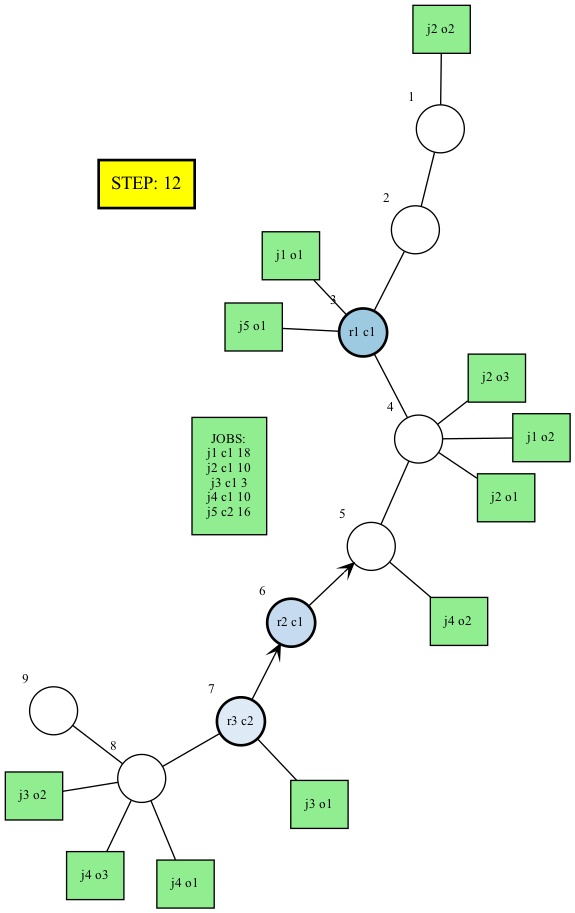 j2 o2
1
STEP: 12
2
j1 o1
3
j5 o1
r1 c1
j2 o3
4
j1 o2
JOBS:
j1 c1 18
j2 c1 10
j3 c1 3
j4 c1 10
j5 c2 16
j2 o1
5
6
r2 c1
j4 o2
9
7
r3 c2
8
j3 o2
j3 o1
j4 o3
j4 o1